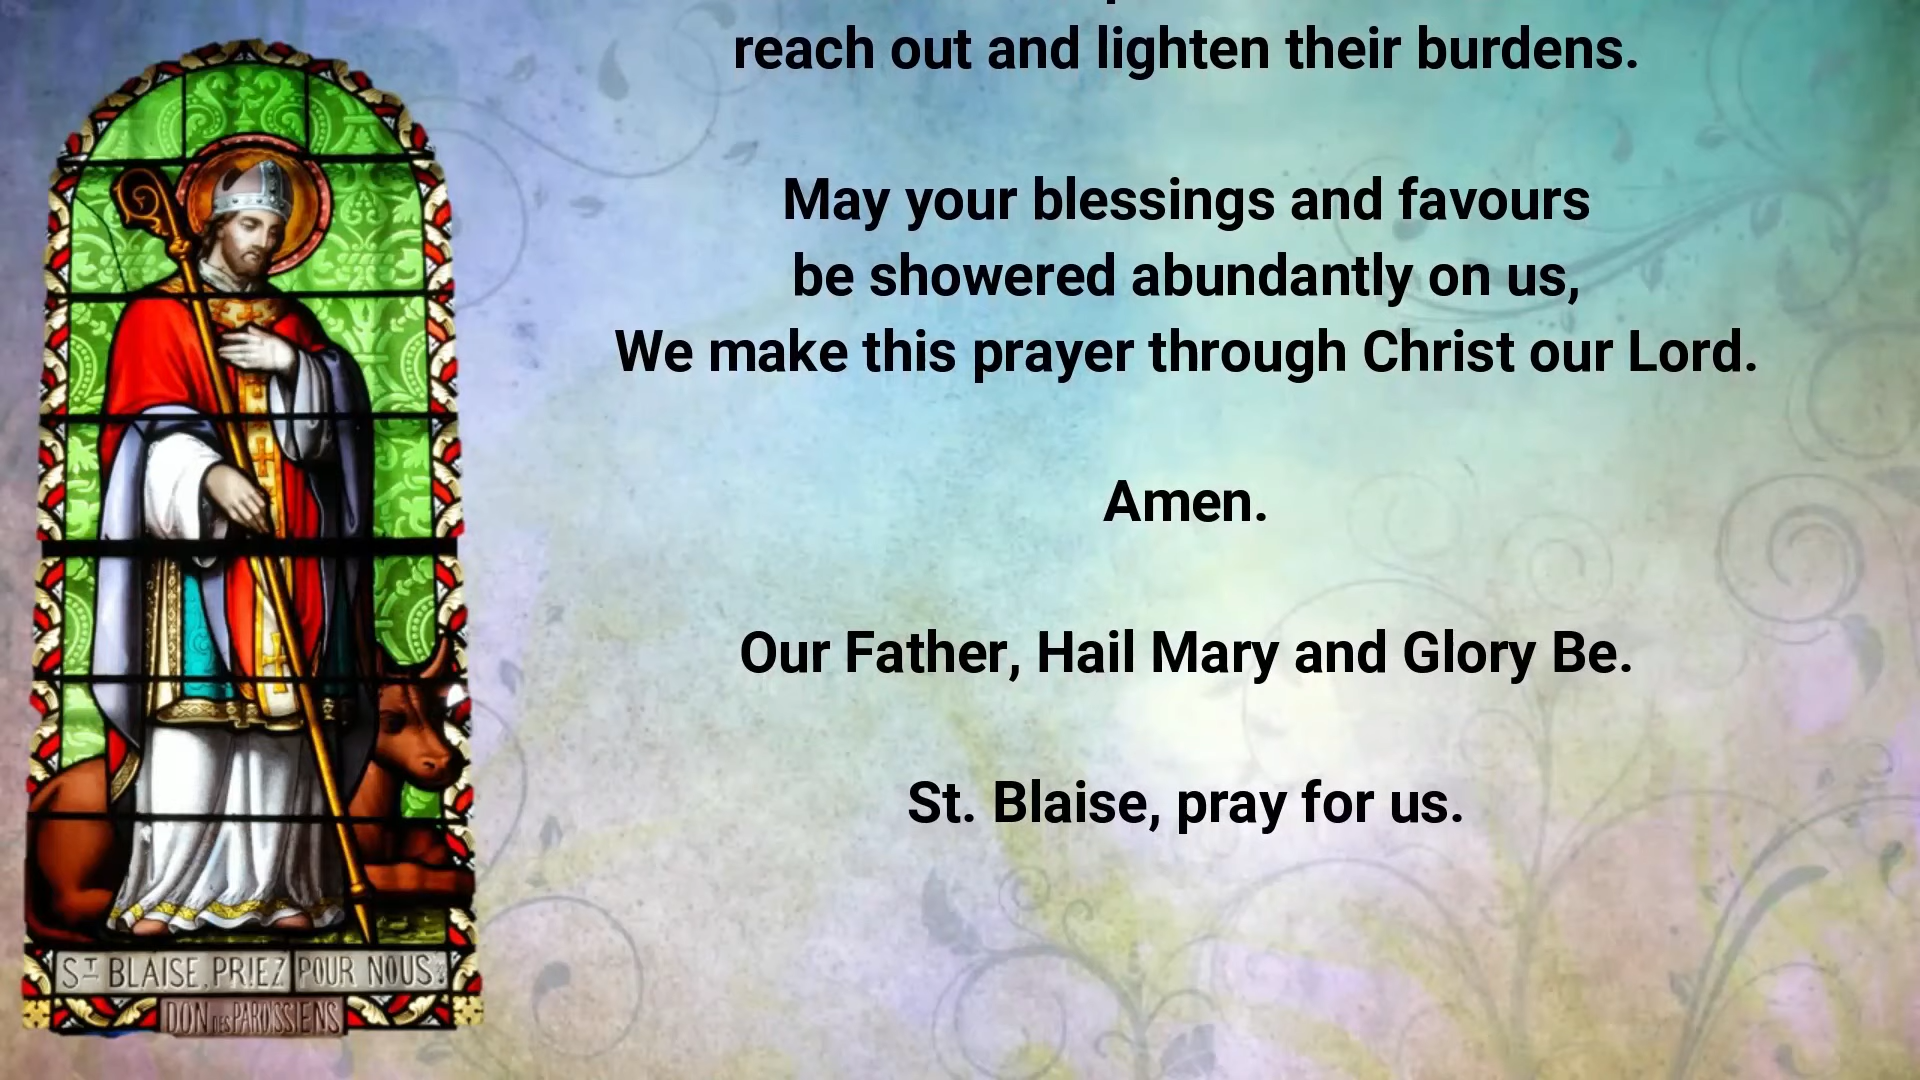 reach out and lighten their burdens.
May your blessings and favours
be showered abundantly on us,
We make this prayer through Christ our Lord.
Amen.
Our Father, Hail Mary and Glory Be.
St. Blaise, pray for us.
ST BLAISE, PRIEZ POUR NOUS.
DON DES PAROISSIENS